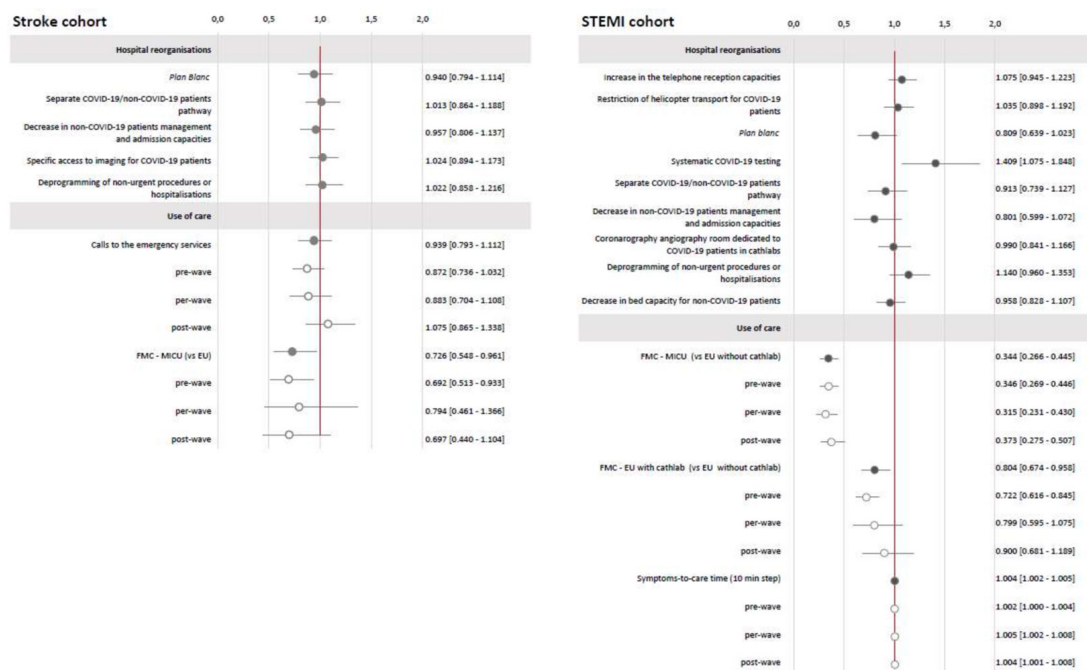 Stroke cohort
0,0 0,5 1,0 1,5 2,0
Hospital reorganisations
Plan Blanc 0.940 [0.794 - 1.114]
Separate COVID-19/non-COVID-19 patients
pathway 1.013 [0.864 - 1.188]
Decrease in non-COVID-19 patients management
and admission capacities 0.957 [0.806 - 1.137]
Specific access to imaging for COVID-19 patients 1.024 [0.894 - 1.173]
Deprogramming of non-urgent procedures or
hospitalisations 1.022 [0.858 - 1.216]
Use of care
Calls to the emergency services 0.939 [0.793 - 1.112]
pre-wave 0.872 [0.736 - 1.032]
per-wave 0.883 [0.704 - 1.108]
post-wave 1.075 [0.865 - 1.338]
FMC - MICU (vs EU) 0.726 [0.548 - 0.961]
pre-wave 0.692 [0.513 - 0.933]
per-wave 0.794 [0.461 - 1.366]
post-wave 0.697 [0.440 - 1.104]
STEMI cohort
0,0 0,5 1,0 1,5 2,0
Hospital reorganisations
Increase in the telephone reception capacities 1.075 [0.945 - 1.223]
Restriction of helicopter transport for COVID-19
patients 1.035 [0.898 - 1.192]
Plan blanc 0.809 [0.639 - 1.023]
Systematic COVID-19 testing 1.409 [1.075 - 1.848]
Separate COVID-19/non-COVID-19 patients
pathway 0.913 [0.739 - 1.127]
Decrease in non-COVID-19 patients management
and admission capacities 0.801 [0.599 - 1.072]
Coronarography angiography room dedicated to
COVID-19 patients in cathlabs 0.990 [0.841 - 1.166]
Deprogramming of non-urgent procedures or
hospitalisations 1.140 [0.960 - 1.353]
Decrease in bed capacity for non-COVID-19 patients 0.958 [0.828 - 1.107]
Use of care
FMC - MICU (vs EU without cathlab) 0.344 [0.266 - 0.445]
pre-wave 0.346 [0.269 - 0.446]
per-wave 0.315 [0.231 - 0.430]
post-wave 0.373 [0.275 - 0.507]
FMC - EU with cathlab (vs EU without cathlab) 0.804 [0.674 - 0.958]
pre-wave 0.722 [0.616 - 0.845]
per-wave 0.799 [0.595 - 1.075]
post-wave 0.900 [0.681 - 1.189]
Symptoms-to-care time (10 min step) 1.004 [1.002 - 1.005]
pre-wave 1.002 [1.000 - 1.004]
per-wave 1.005 [1.002 - 1.008]
post-wave 1.004 [1.001 - 1.008]